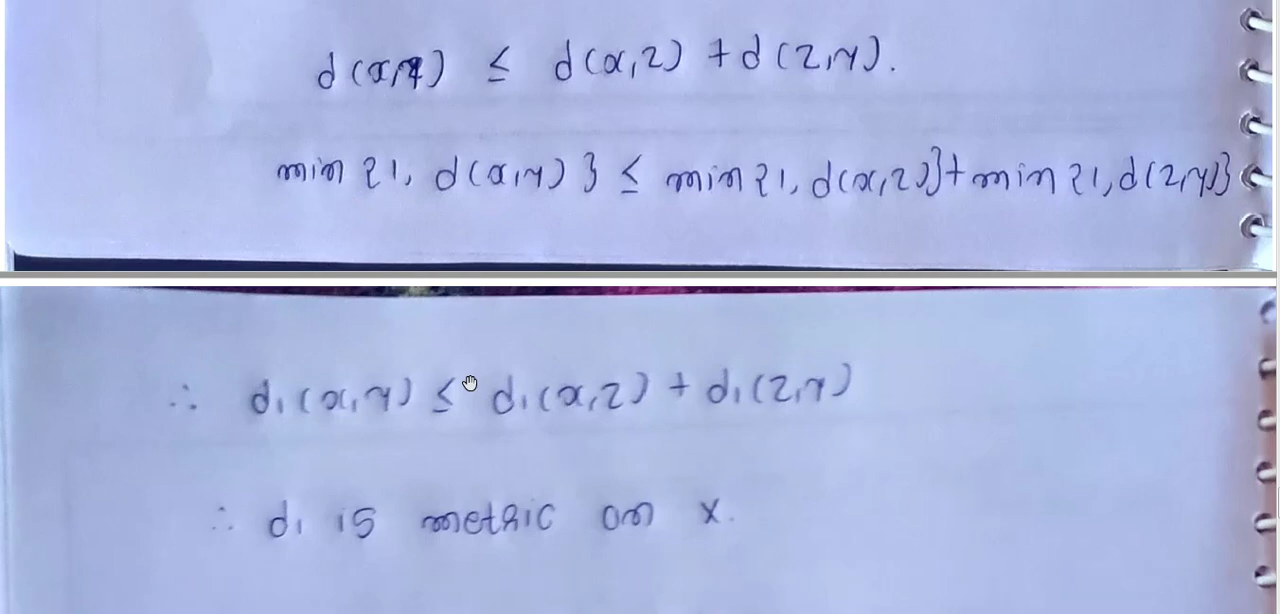 d(x,y) ≤ d(x,z) + d(z,y).
min {1, d(x,y)} ≤ min {1, d(x,z)} + min {1, d(z,y)}
∴ d₁(x,y) ≤ d₁(x,z) + d₁(z,y)
∴ d₁ is metric on X.